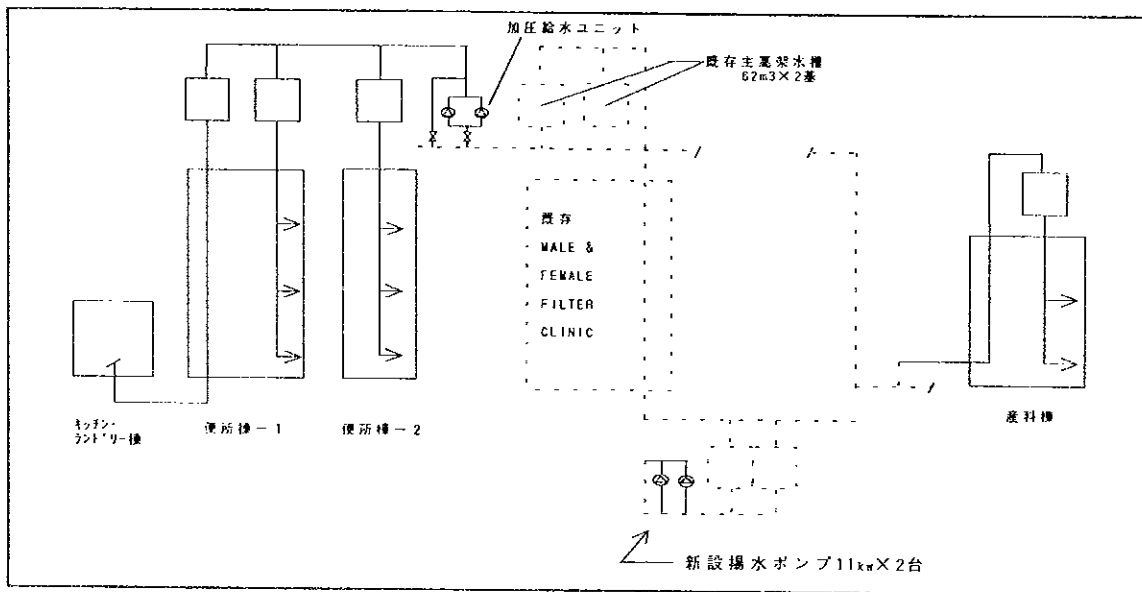 加圧給水ユニット
既存主高架水槽
62m3×2基
既存
MALE &
FEMALE
FILTER
CLINIC
キッチン・
ランドリー棟
便所棟－1
便所棟－2
産科棟
新設揚水ポンプ11kw×2台